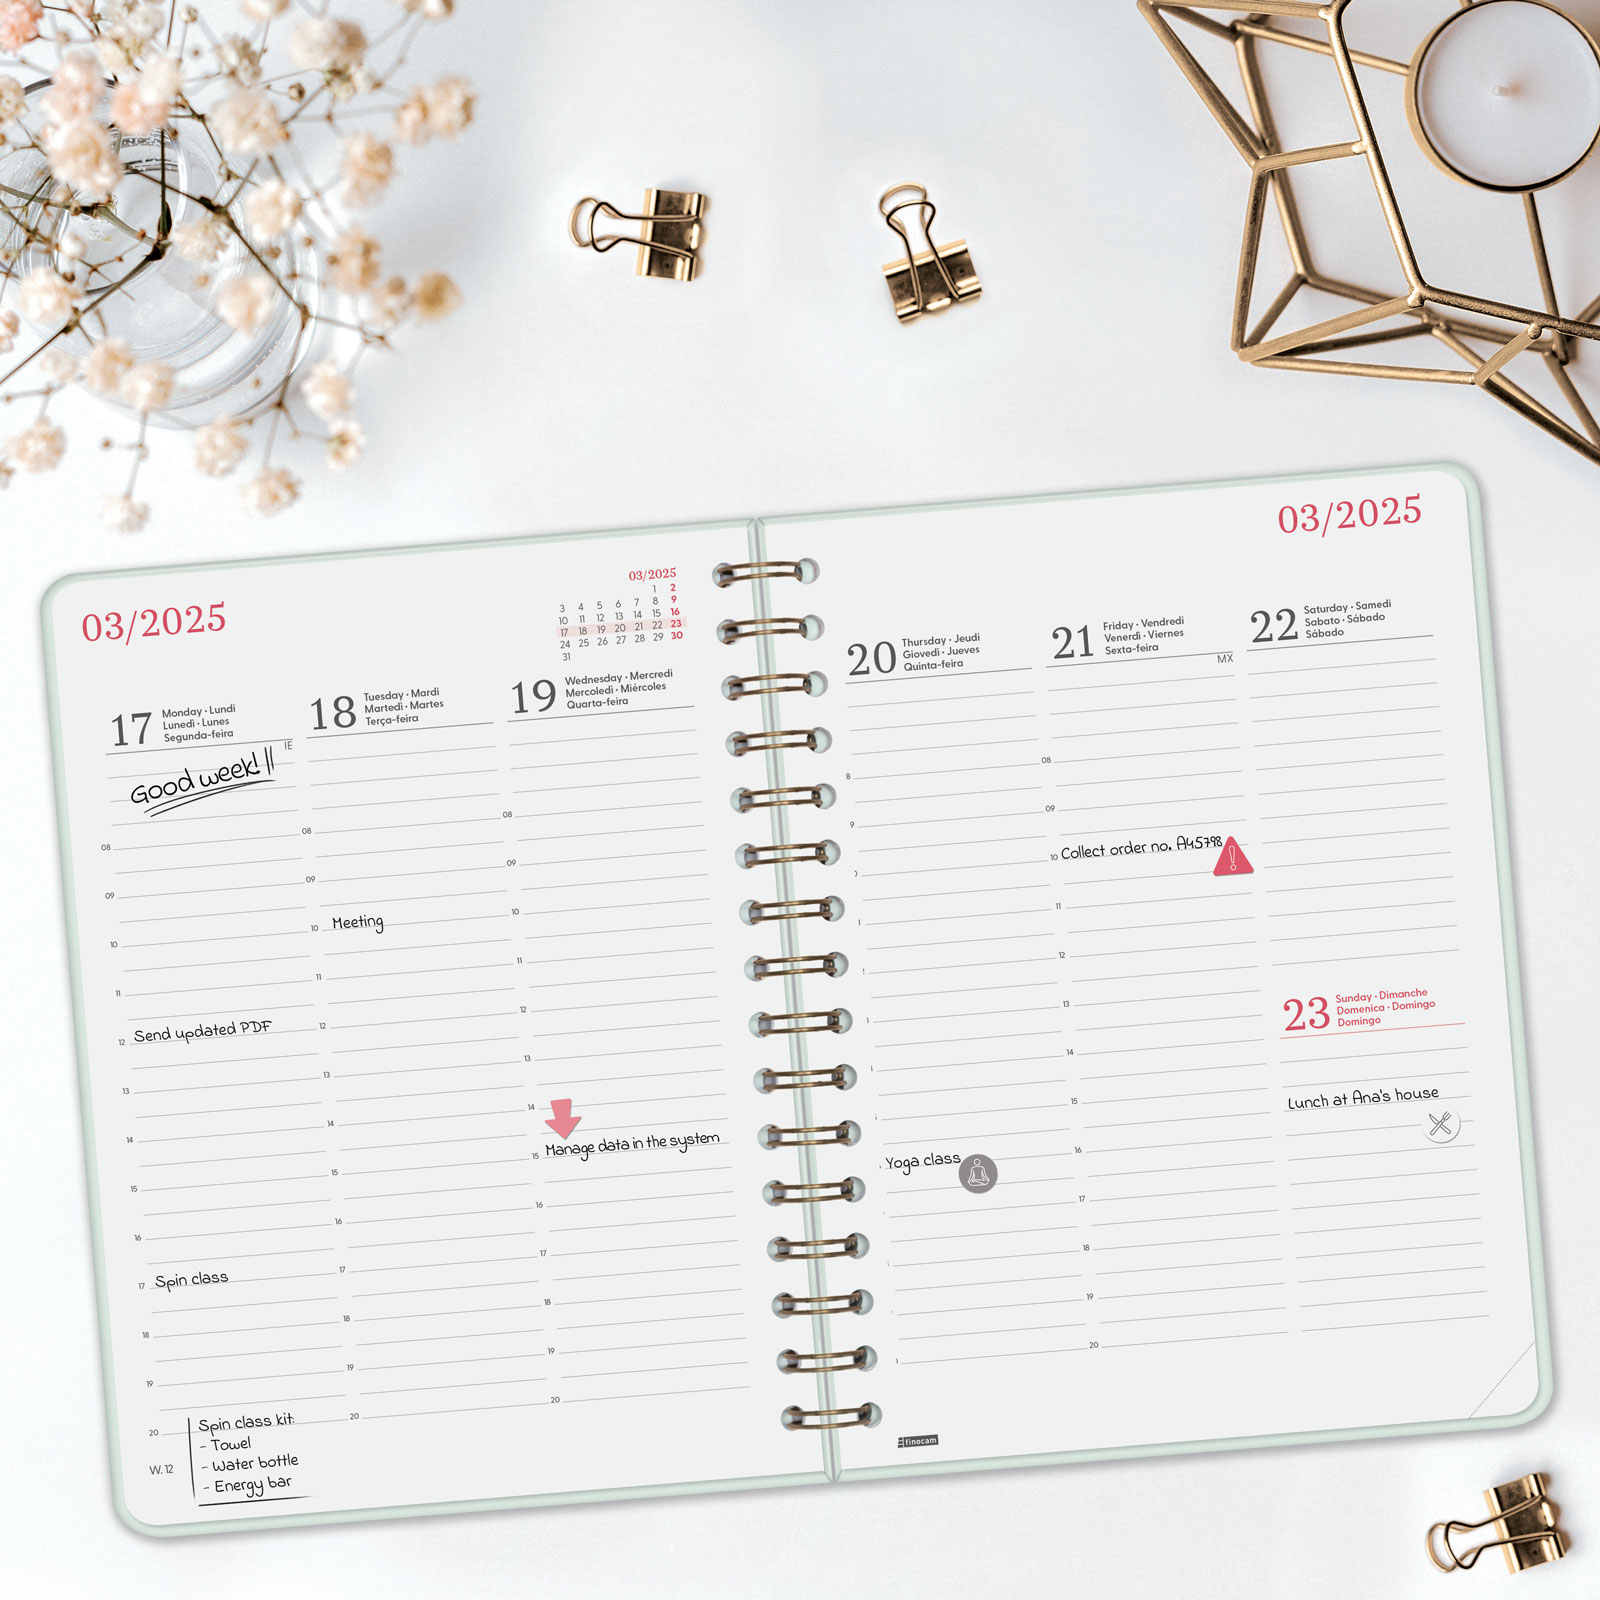 03/2025
03/2025
1 2
3 4 5 6 7 8 9
10 11 12 13 14 15 16
17 18 19 20 21 22 23
24 25 26 27 28 29 30
31
17 Monday · Lundi
Lunedì · Lunes
Segunda-feira
IE
Good week!
08
09
10
11
12 Send updated PDF
13
14
15
16
17 Spin class
18
19
20
Spin class kit:
- Towel
- Water bottle
- Energy bar
W. 12
18 Tuesday · Mardi
Martedì · Martes
Terça-feira
08
09
10 Meeting
11
12
13
14
15
16
17
18
19
20
19 Wednesday · Mercredi
Mercoledì · Miércoles
Quarta-feira
08
09
10
11
12
13
14
15 Manage data in the system
16
17
18
19
20
03/2025
20 Thursday · Jeudi
Giovedì · Jueves
Quinta-feira
8
9
Yoga class
21 Friday · Vendredi
Venerdì · Viernes
Sexta-feira
MX
08
09
10 Collect order no. A45798
11
12
13
14
15
16
17
18
19
20
22 Saturday · Samedi
Sabato · Sábado
Sábado
23 Sunday · Dimanche
Domenica · Domingo
Domingo
Lunch at Ana's house
finocam